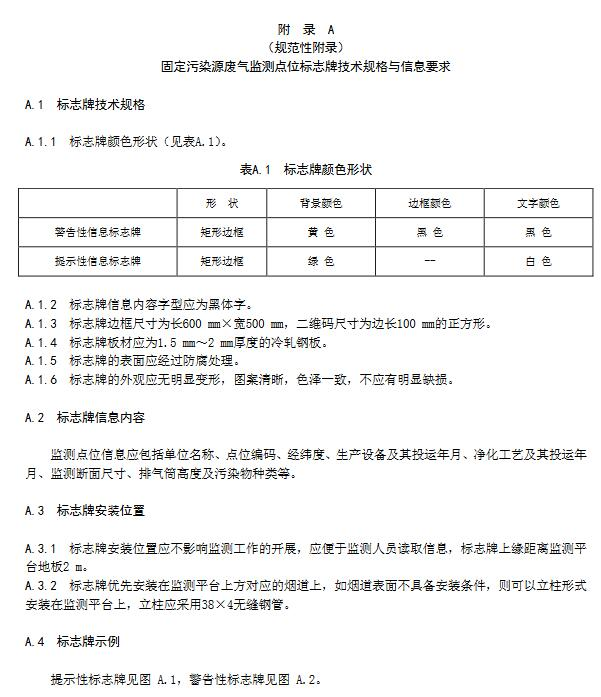 附 录 A
（规范性附录）
固定污染源废气监测点位标志牌技术规格与信息要求
A.1 标志牌技术规格
A.1.1 标志牌颜色形状（见表A.1）。
表A.1 标志牌颜色形状
形 状 背景颜色 边框颜色 文字颜色
警告性信息标志牌 矩形边框 黄 色 黑 色 黑 色
提示性信息标志牌 矩形边框 绿 色 -- 白 色
A.1.2 标志牌信息内容字型应为黑体字。
A.1.3 标志牌边框尺寸为长600 mm×宽500 mm，二维码尺寸为边长100 mm的正方形。
A.1.4 标志牌板材应为1.5 mm～2 mm厚度的冷轧钢板。
A.1.5 标志牌的表面应经过防腐处理。
A.1.6 标志牌的外观应无明显变形，图案清晰，色泽一致，不应有明显缺损。
A.2 标志牌信息内容
监测点位信息应包括单位名称、点位编码、经纬度、生产设备及其投运年月、净化工艺及其投运年
月、监测断面尺寸、排气筒高度及污染物种类等。
A.3 标志牌安装位置
A.3.1 标志牌安装位置应不影响监测工作的开展，应便于监测人员读取信息，标志牌上缘距离监测平
台地板2 m。
A.3.2 标志牌优先安装在监测平台上方对应的烟道上，如烟道表面不具备安装条件，则可以立柱形式
安装在监测平台上，立柱应采用38×4无缝钢管。
A.4 标志牌示例
提示性标志牌见图 A.1，警告性标志牌见图 A.2。